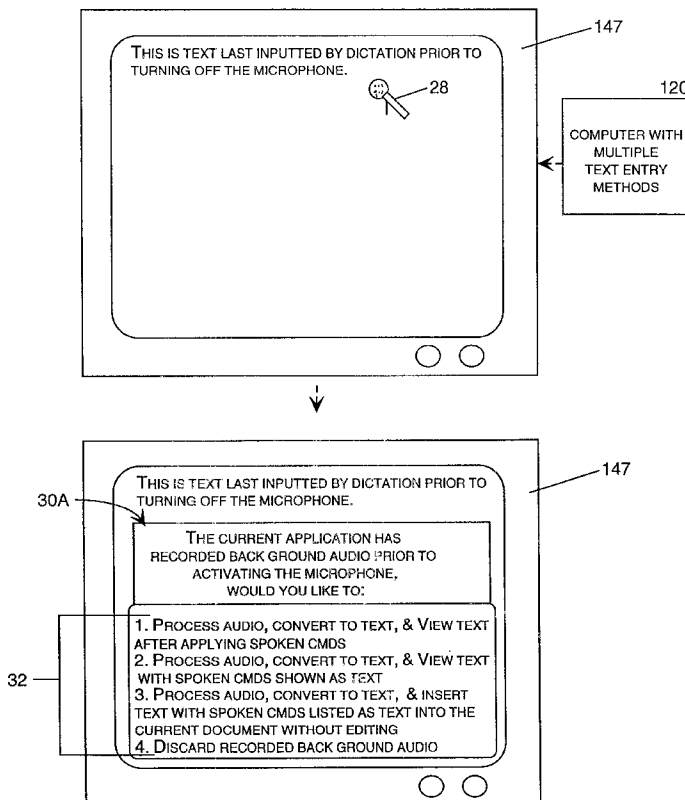 147
THIS IS TEXT LAST INPUTTED BY DICTATION PRIOR TO
TURNING OFF THE MICROPHONE.
28
120
COMPUTER WITH
MULTIPLE
TEXT ENTRY
METHODS
147
THIS IS TEXT LAST INPUTTED BY DICTATION PRIOR TO
TURNING OFF THE MICROPHONE.
30A
THE CURRENT APPLICATION HAS
RECORDED BACK GROUND AUDIO PRIOR TO
ACTIVATING THE MICROPHONE,
WOULD YOU LIKE TO:
32
1. PROCESS AUDIO, CONVERT TO TEXT, & VIEW TEXT
AFTER APPLYING SPOKEN CMDS
2. PROCESS AUDIO, CONVERT TO TEXT, & VIEW TEXT
WITH SPOKEN CMDS SHOWN AS TEXT
3. PROCESS AUDIO, CONVERT TO TEXT, & INSERT
TEXT WITH SPOKEN CMDS LISTED AS TEXT INTO THE
CURRENT DOCUMENT WITHOUT EDITING
4. DISCARD RECORDED BACK GROUND AUDIO